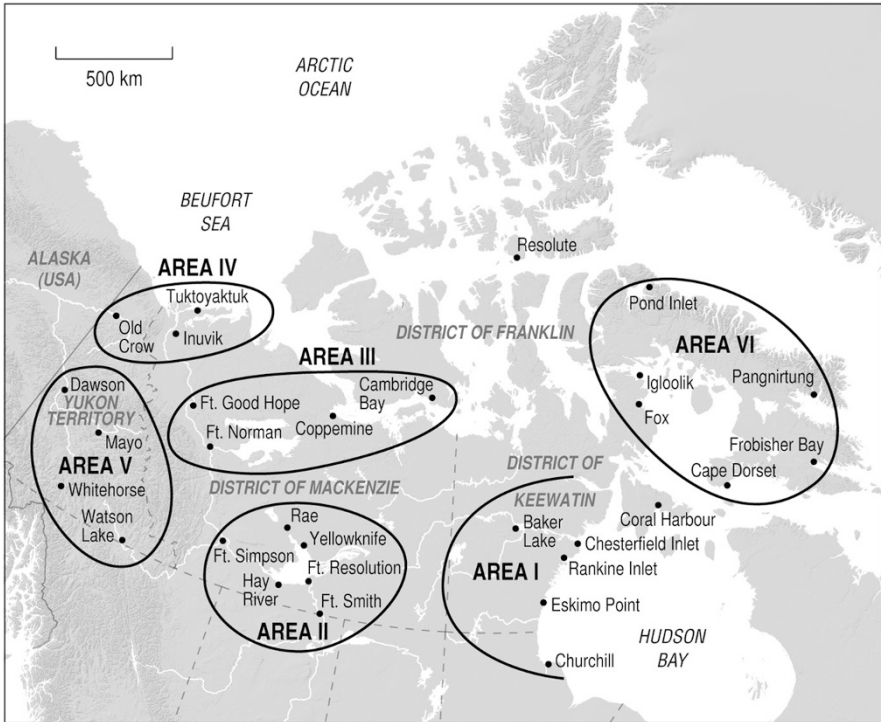 500 km
ARCTIC
OCEAN
BEUFORT
SEA
Resolute
ALASKA
(USA)
AREA IV
Tuktoyaktuk
Old
Crow
Inuvik
Pond Inlet
DISTRICT OF FRANKLIN
AREA VI
AREA III
Igloolik
Pangnirtung
Dawson
YUKON
TERRITORY
Mayo
Ft. Good Hope
Cambridge
Bay
Coppemine
Ft. Norman
Fox
Frobisher Bay
Cape Dorset
AREA V
Whitehorse
Watson
Lake
DISTRICT OF MACKENZIE
DISTRICT OF
KEEWATIN
Coral Harbour
Rae
Yellowknife
Ft. Simpson
Ft. Resolution
Hay
River
Ft. Smith
AREA II
Baker
Lake
Chesterfield Inlet
AREA I
Rankine Inlet
Eskimo Point
HUDSON
BAY
Churchill